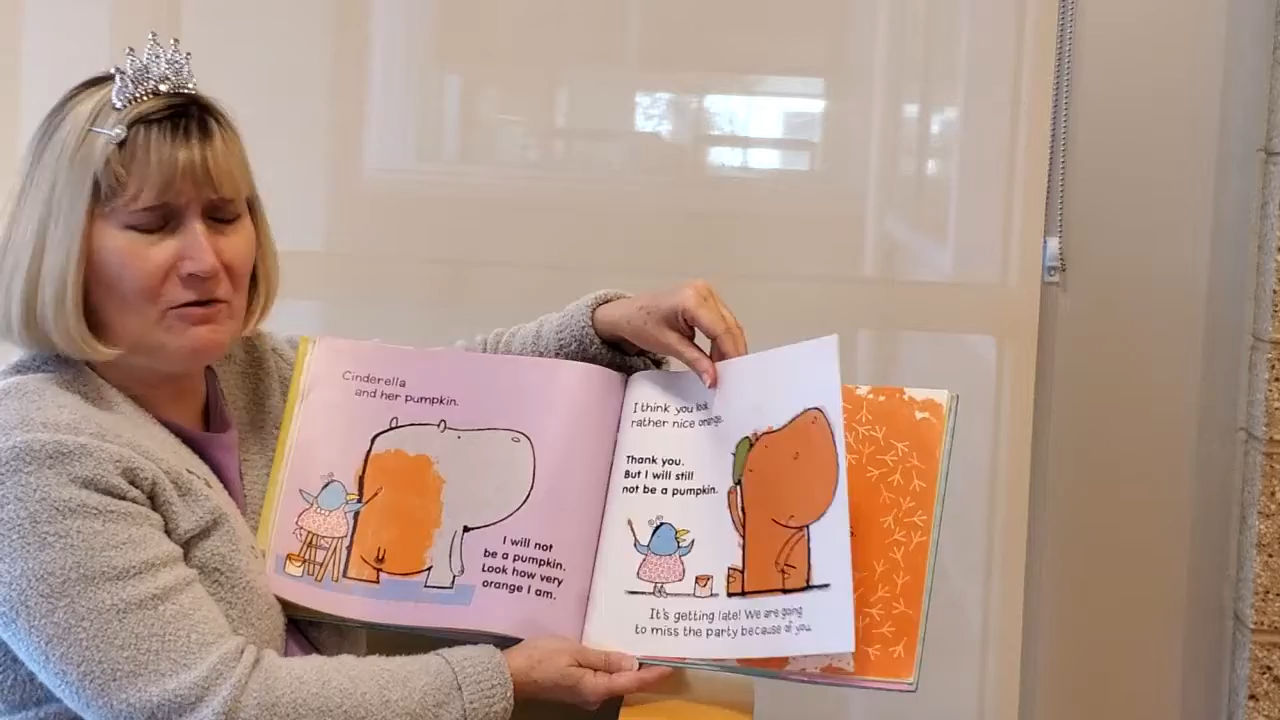 Cinderella
and her pumpkin.
I will not
be a pumpkin.
Look how very
orange I am.
I think you look
rather nice orange.
Thank you.
But I will still
not be a pumpkin.
It's getting late! We are going
to miss the party because of you.